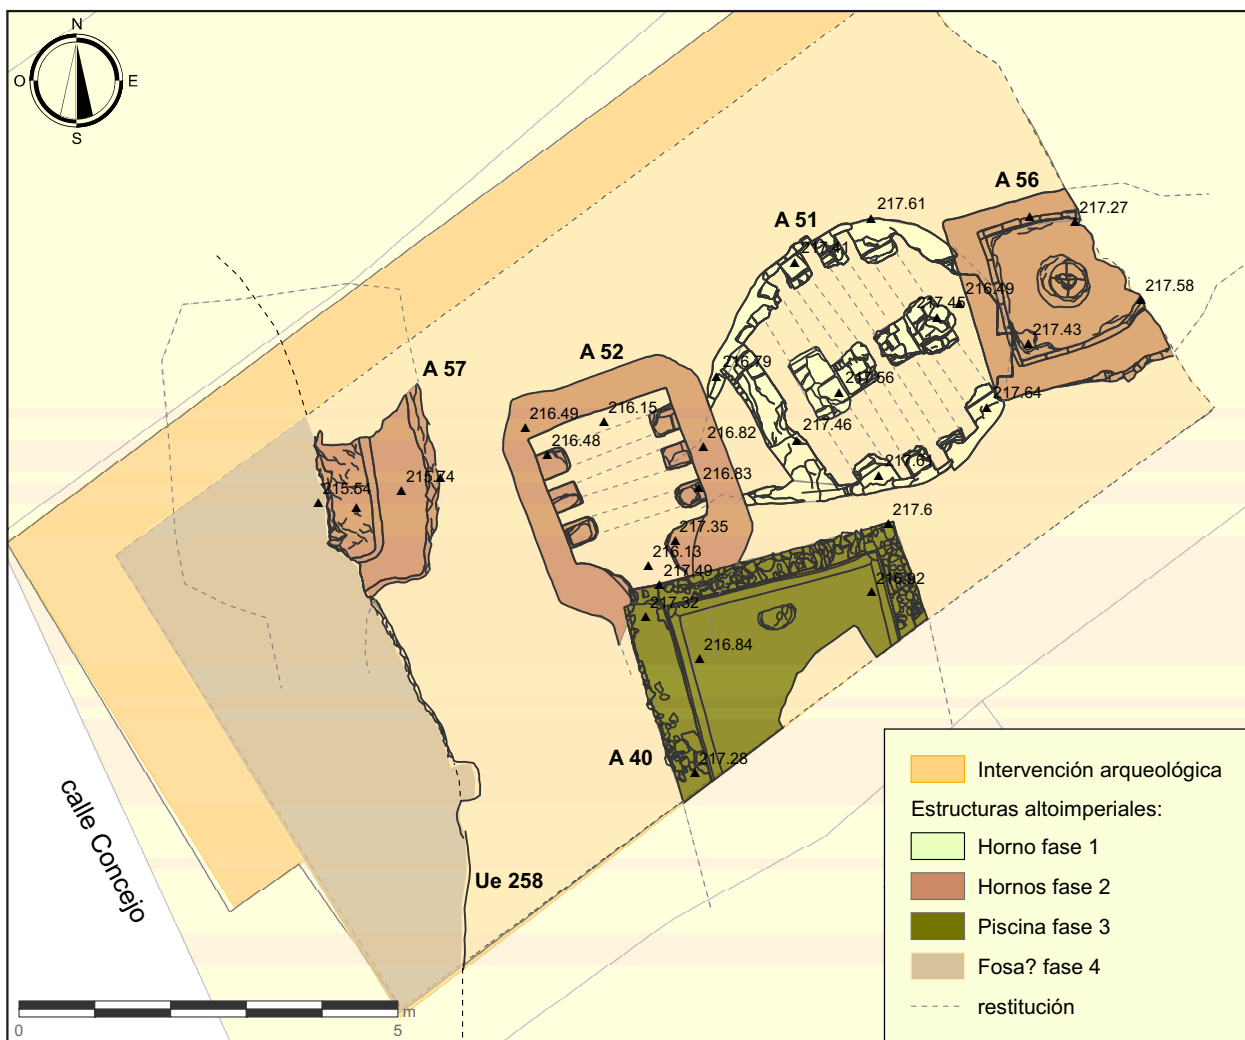 N
O
E
S
A 56
217.27
217.61
A 51
217.41
217.58
216.49
217.45
217.43
A 52
A 57
216.79
217.56
217.64
216.49
216.15
217.46
216.82
216.48
217.61
215.74
216.83
215.54
217.6
217.35
216.13
217.49
216.92
217.32
216.84
A 40
217.28
calle Concejo
Ue 258
Intervención arqueológica
Estructuras altoimperiales:
Horno fase 1
Hornos fase 2
Piscina fase 3
Fosa? fase 4
restitución
m
0
5